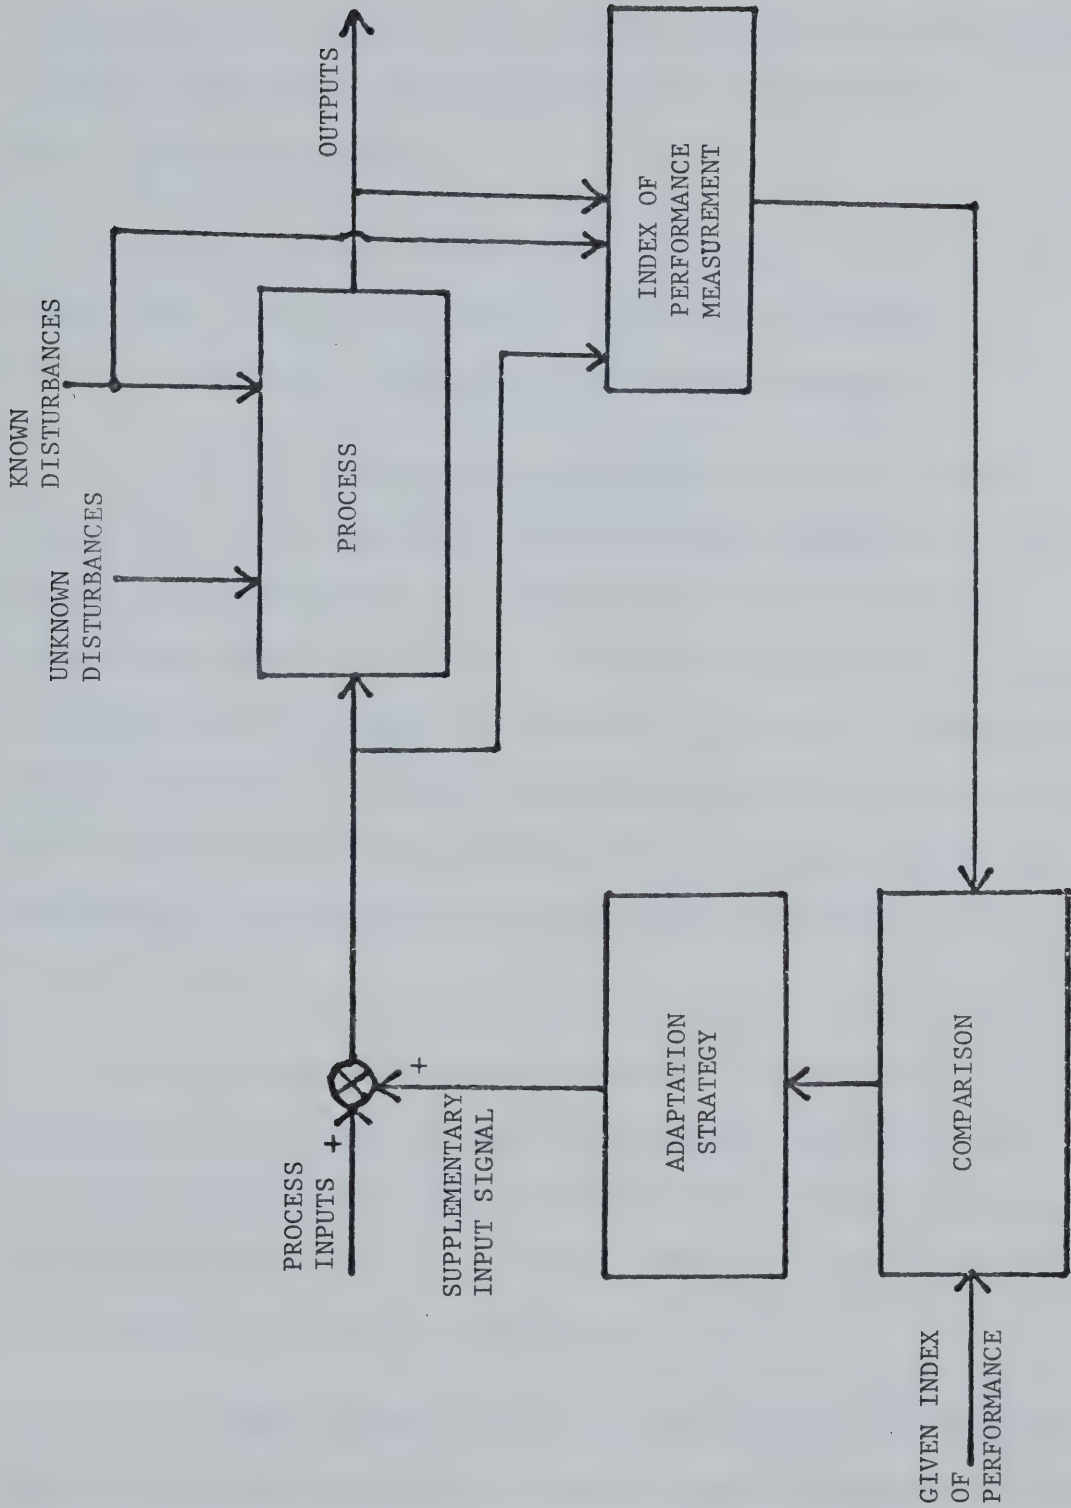 KNOWN
DISTURBANCES
UNKNOWN
DISTURBANCES
OUTPUTS
PROCESS
PROCESS
INPUTS
+
+
SUPPLEMENTARY
INPUT SIGNAL
INDEX OF
PERFORMANCE
MEASUREMENT
ADAPTATION
STRATEGY
COMPARISON
GIVEN INDEX
OF
PERFORMANCE